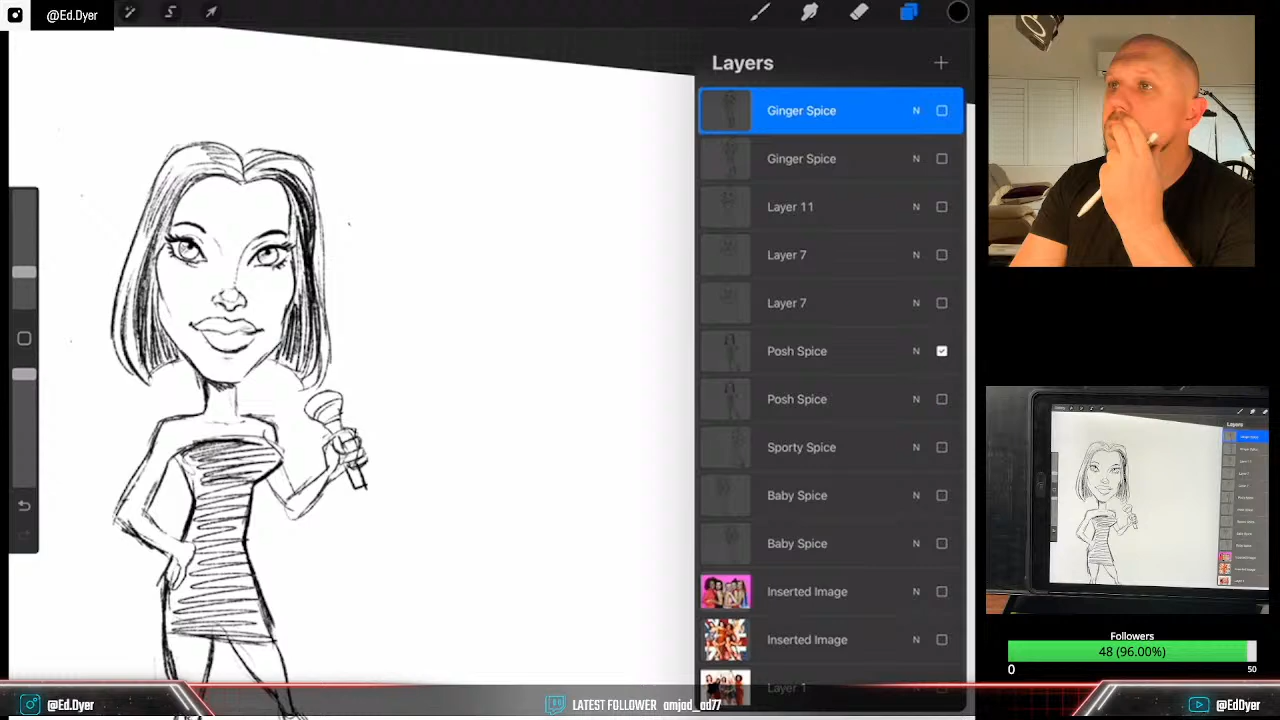 @Ed.Dyer
Layers
Ginger Spice N
Ginger Spice N
Layer 11 N
Layer 7 N
Layer 7 N
Posh Spice N
Posh Spice N
Sporty Spice N
Baby Spice N
Baby Spice N
Inserted Image N
Inserted Image N
Layer 1
Followers
48 (96.00%)
0 50
@Ed.Dyer
LATEST FOLLOWER amjad_ad77
@EdDyer